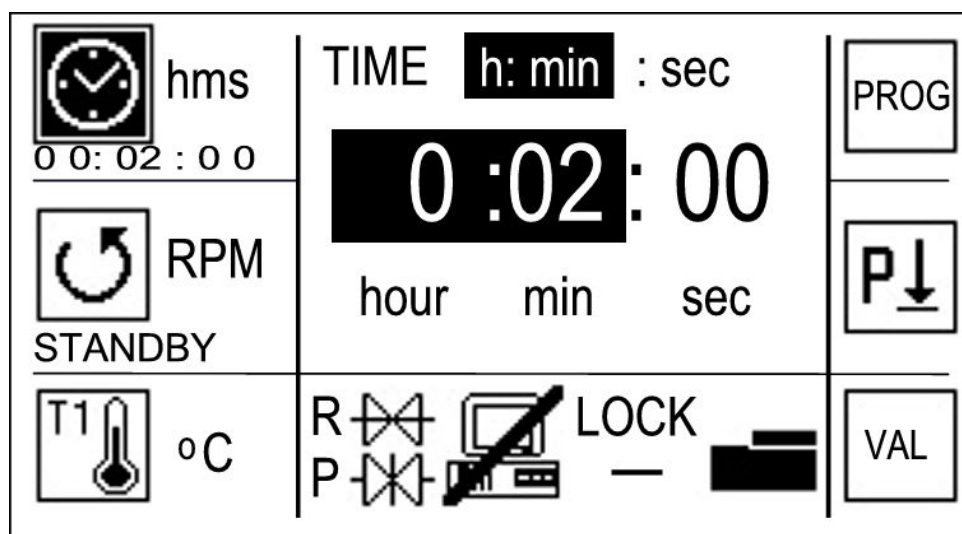 hms
0 0: 02 : 0 0
RPM
STANDBY
T1
ºC
TIME h: min : sec
0 :02 : 00
hour min sec
R
P
LOCK
—
PROG
P
VAL